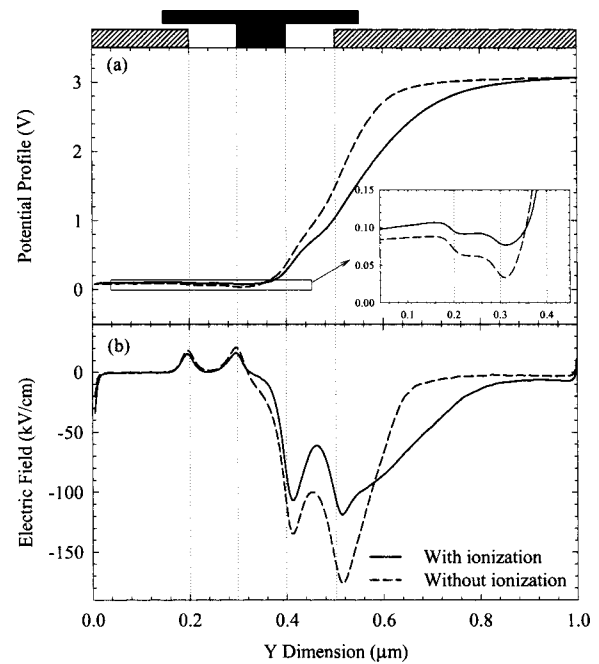 (a)
3
2
1
0
Potential Profile (V)
0.15
0.10
0.05
0.00
0.1 0.2 0.3 0.4
(b)
0
-50
-100
-150
Electric Field (kV/cm)
With ionization
Without ionization
0.0 0.2 0.4 0.6 0.8 1.0
Y Dimension (μm)